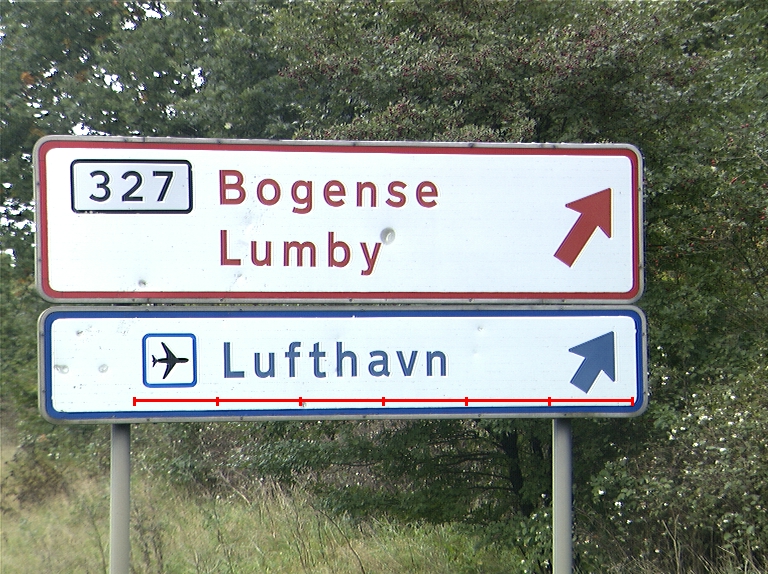 327 Bogense
Lumby
Lufthavn